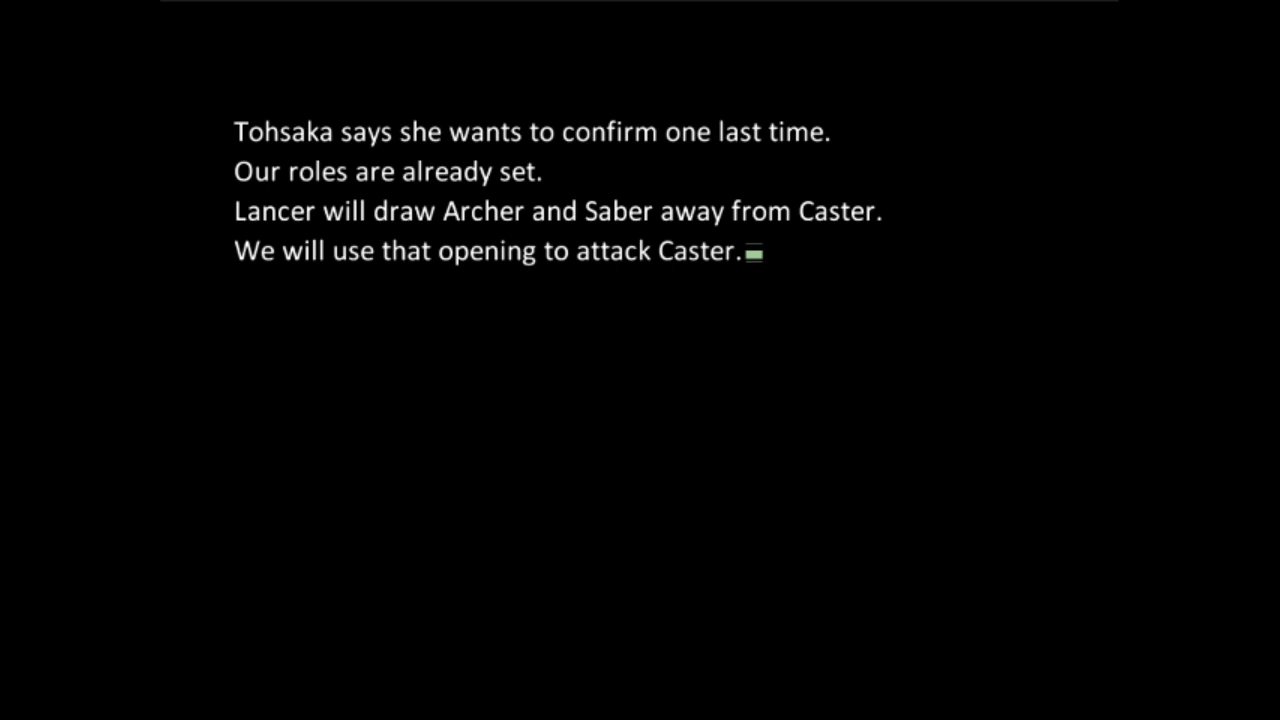 Tohsaka says she wants to confirm one last time.
Our roles are already set.
Lancer will draw Archer and Saber away from Caster.
We will use that opening to attack Caster.